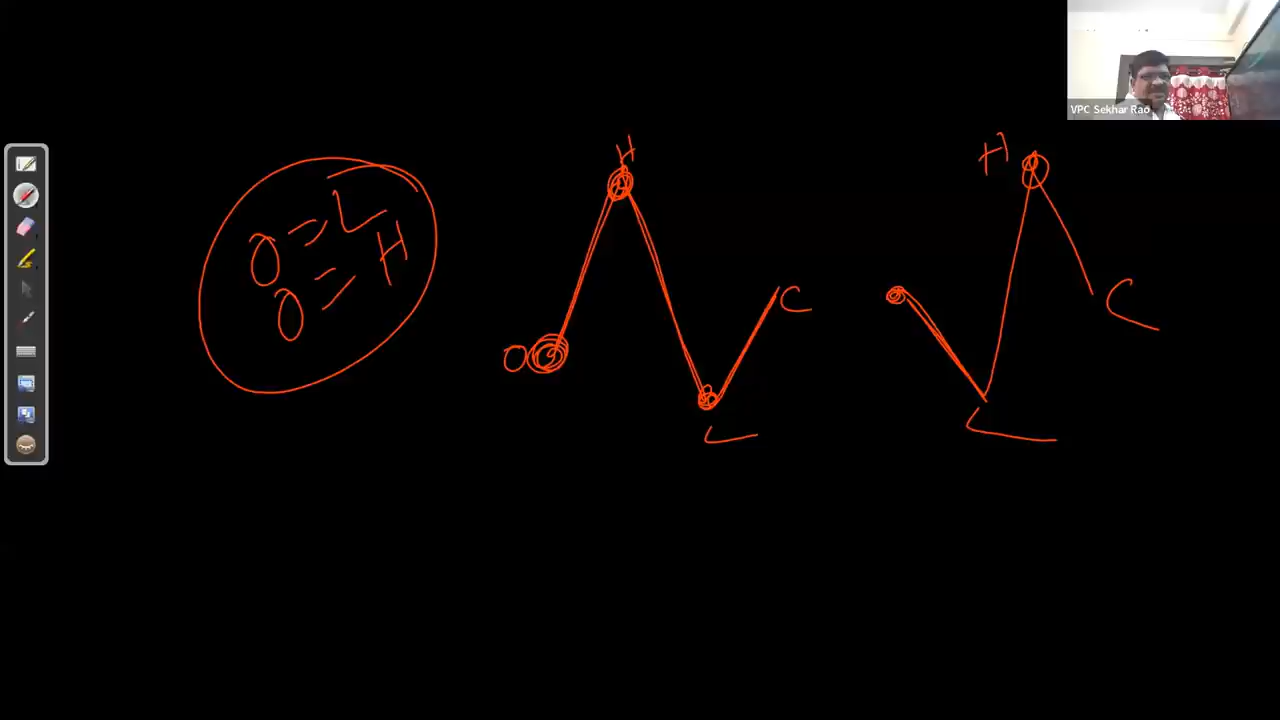 VPC Sekhar Rao
H
H
O = L
O = H
C
C
O
L
L